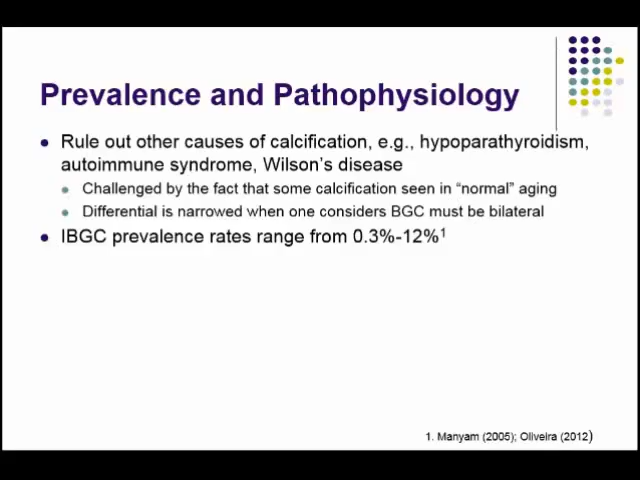 Prevalence and Pathophysiology
Rule out other causes of calcification, e.g., hypoparathyroidism,
autoimmune syndrome, Wilson's disease
Challenged by the fact that some calcification seen in "normal" aging
Differential is narrowed when one considers BGC must be bilateral
IBGC prevalence rates range from 0.3%-12%¹
1. Manyam (2005); Oliveira (2012)